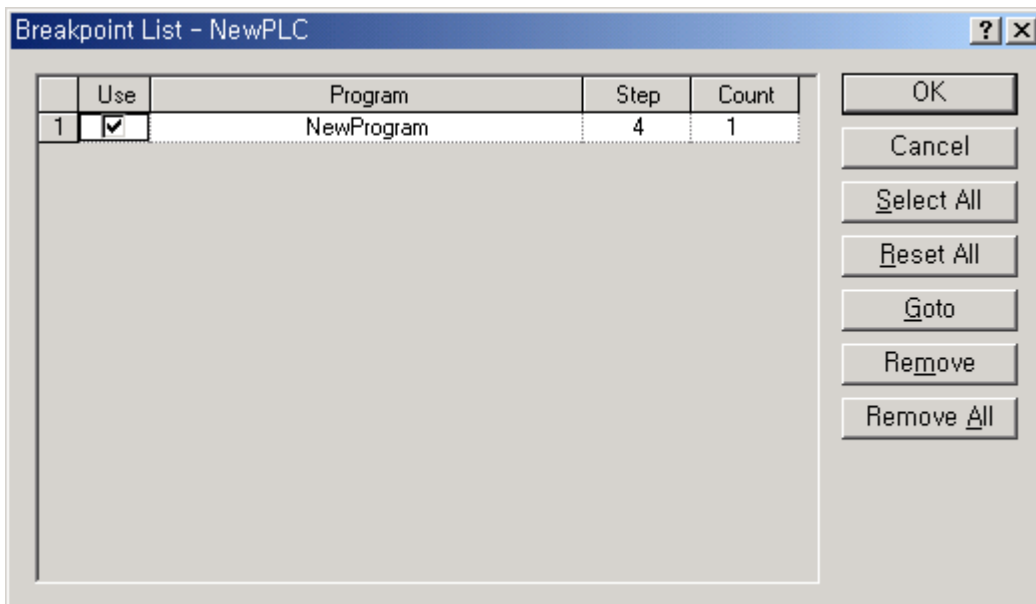 Breakpoint List - NewPLC
Use Program Step Count
1 NewProgram 4 1
OK
Cancel
Select All
Reset All
Goto
Remove
Remove All